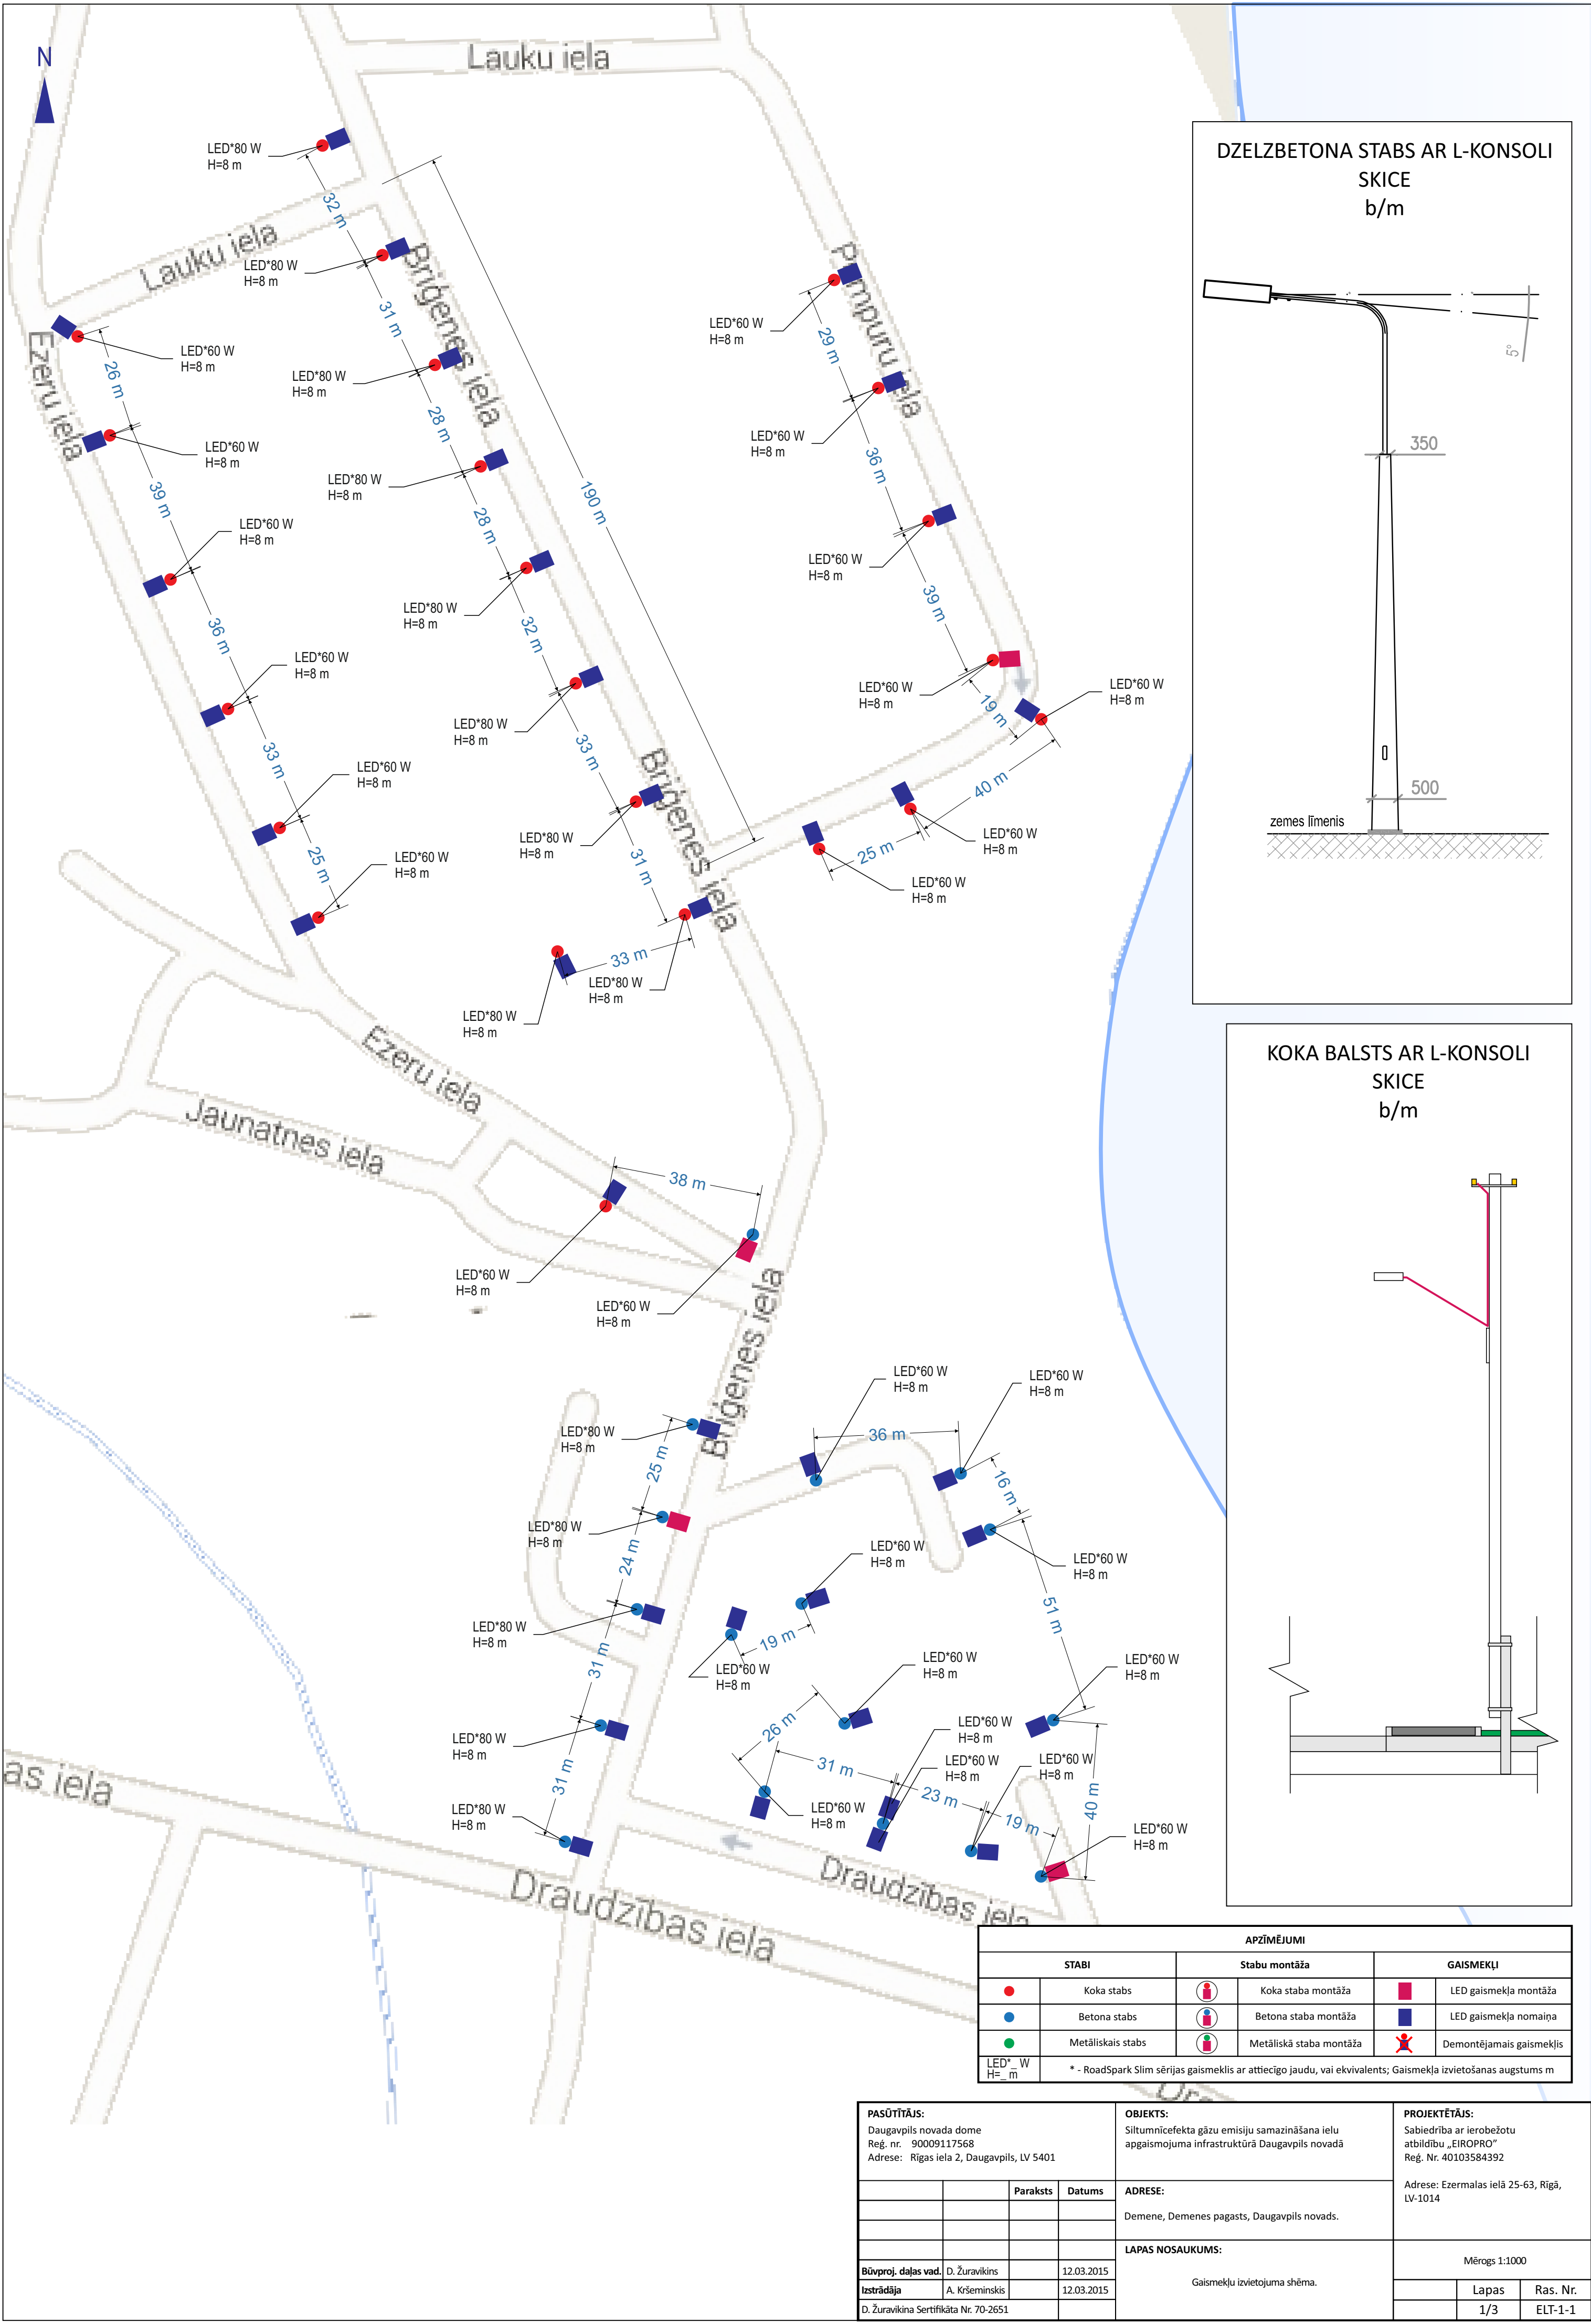 N
Lauku iela
LED*80 W
H=8 m
32 m
Lauku iela
LED*80 W
H=8 m
Briģenes iela
Pumpuru iela
LED*60 W
H=8 m
Ezeru iela
26 m
LED*60 W
H=8 m
31 m
LED*80 W
H=8 m
29 m
LED*60 W
H=8 m
28 m
LED*60 W
H=8 m
36 m
39 m
LED*80 W
H=8 m
190 m
LED*60 W
H=8 m
28 m
LED*60 W
H=8 m
39 m
36 m
LED*80 W
H=8 m
32 m
LED*60 W
H=8 m
LED*60 W
H=8 m
19 m
LED*60 W
H=8 m
33 m
LED*80 W
H=8 m
33 m
Briģenes iela
40 m
LED*60 W
H=8 m
LED*80 W
H=8 m
LED*60 W
H=8 m
25 m
LED*60 W
H=8 m
25 m
LED*60 W
H=8 m
31 m
33 m
LED*80 W
H=8 m
LED*80 W
H=8 m
Ezeru iela
Jaunatnes iela
38 m
LED*60 W
H=8 m
LED*60 W
H=8 m
Briģenes iela
LED*60 W
H=8 m
LED*60 W
H=8 m
LED*80 W
H=8 m
36 m
25 m
16 m
LED*80 W
H=8 m
24 m
LED*60 W
H=8 m
LED*60 W
H=8 m
51 m
LED*80 W
H=8 m
19 m
31 m
LED*60 W
H=8 m
LED*60 W
H=8 m
LED*60 W
H=8 m
26 m
LED*80 W
H=8 m
LED*60 W
H=8 m
31 m
LED*60 W
H=8 m
LED*60 W
H=8 m
31 m
23 m
40 m
LED*80 W
H=8 m
LED*60 W
H=8 m
19 m
LED*60 W
H=8 m
as iela
Draudzības iela
Draudzības iela
DZELZBETONA STABS AR L-KONSOLI
SKICE
b/m
5°
350
500
zemes līmenis
KOKA BALSTS AR L-KONSOLI
SKICE
b/m
APZĪMĒJUMI
STABI Stabu montāža GAISMEKĻI
Koka stabs Koka staba montāža LED gaismekļa montāža
Betona stabs Betona staba montāža LED gaismekļa nomaiņa
Metāliskais stabs Metāliskā staba montāža Demontējamais gaismekļis
LED*_ W
H=_ m
* - RoadSpark Slim sērijas gaismeklis ar attiecīgo jaudu, vai ekvivalents; Gaismekļa izvietošanas augstums m
Dra
PASŪTĪTĀJS:
Daugavpils novada dome
Reģ. nr. 90009117568
Adrese: Rīgas iela 2, Daugavpils, LV 5401
OBJEKTS:
Siltumnīcefekta gāzu emisiju samazināšana ielu
apgaismojuma infrastruktūrā Daugavpils novadā
PROJEKTĒTĀJS:
Sabiedrība ar ierobežotu
atbildību „EIROPRO”
Reģ. Nr. 40103584392
Adrese: Ezermalas ielā 25-63, Rīgā,
LV-1014
Paraksts Datums
ADRESE:
Demene, Demenes pagasts, Daugavpils novads.
LAPAS NOSAUKUMS:
Gaismekļu izvietojuma shēma.
Mērogs 1:1000
Būvproj. daļas vad. D. Žuravikins 12.03.2015
Izstrādāja A. Kršeminskis 12.03.2015
D. Žuravikina Sertifikāta Nr. 70-2651
Lapas Ras. Nr.
1/3 ELT-1-1